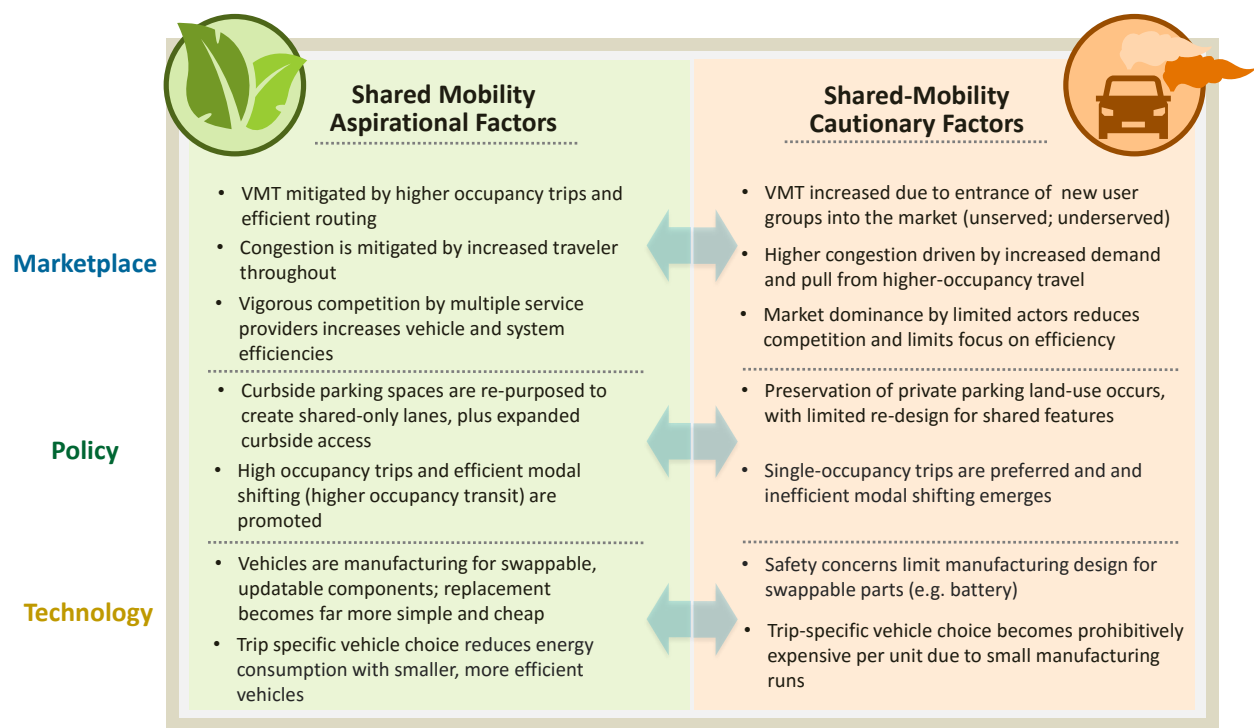 Shared Mobility
Aspirational Factors
Shared-Mobility
Cautionary Factors
Marketplace
• VMT mitigated by higher occupancy trips and
efficient routing
• Congestion is mitigated by increased traveler
throughout
• Vigorous competition by multiple service
providers increases vehicle and system
efficiencies
• VMT increased due to entrance of new user
groups into the market (unserved; underserved)
• Higher congestion driven by increased demand
and pull from higher-occupancy travel
• Market dominance by limited actors reduces
competition and limits focus on efficiency
Policy
• Curbside parking spaces are re-purposed to
create shared-only lanes, plus expanded
curbside access
• High occupancy trips and efficient modal
shifting (higher occupancy transit) are
promoted
• Preservation of private parking land-use occurs,
with limited re-design for shared features
• Single-occupancy trips are preferred and and
inefficient modal shifting emerges
Technology
• Vehicles are manufacturing for swappable,
updatable components; replacement
becomes far more simple and cheap
• Trip specific vehicle choice reduces energy
consumption with smaller, more efficient
vehicles
• Safety concerns limit manufacturing design for
swappable parts (e.g. battery)
• Trip-specific vehicle choice becomes prohibitively
expensive per unit due to small manufacturing
runs